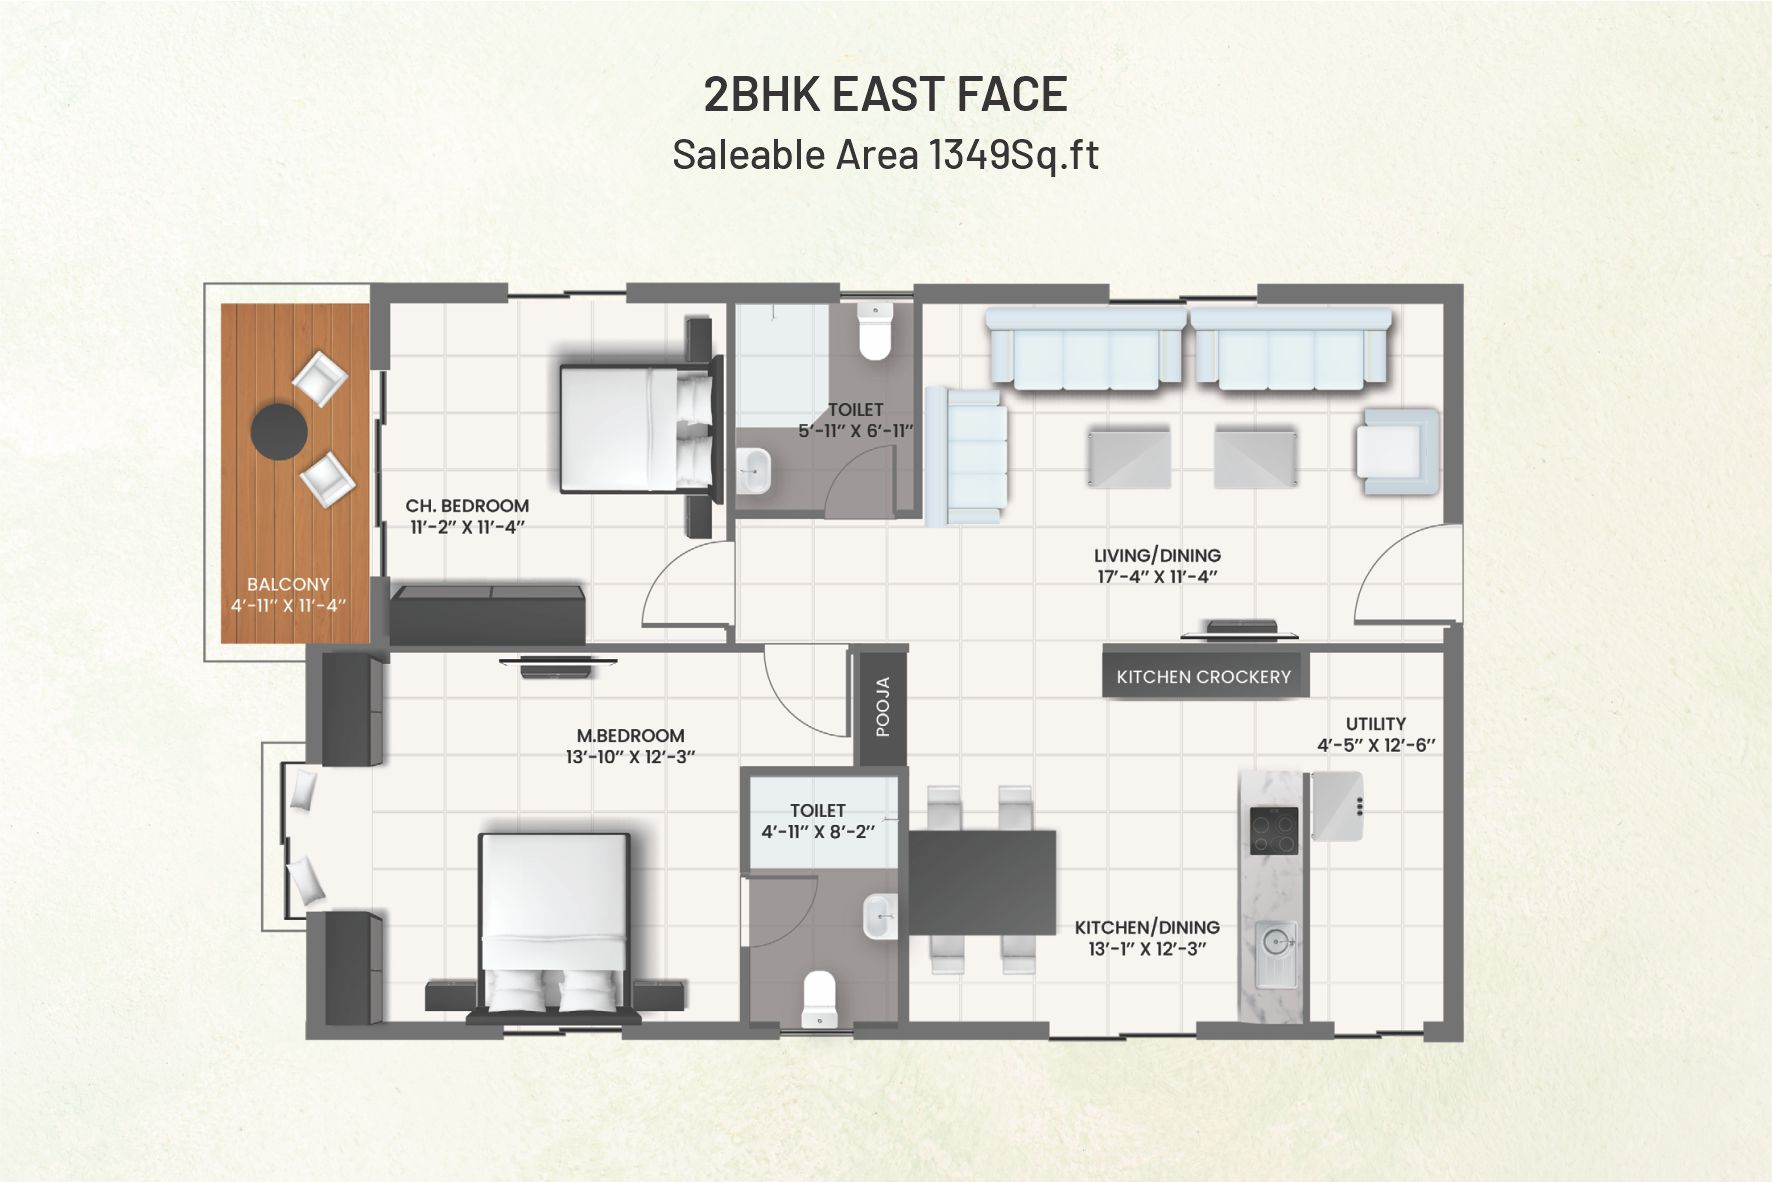 2BHK EAST FACE
Saleable Area 1349Sq.ft
TOILET
5’-11’’ X 6’-11’’
CH. BEDROOM
11’-2’’ X 11’-4’’
LIVING/DINING
17’-4’’ X 11’-4’’
BALCONY
4’-11’’ X 11’-4’’
KITCHEN CROCKERY
POOJA
M.BEDROOM
13’-10’’ X 12’-3’’
UTILITY
4’-5’’ X 12’-6’’
TOILET
4’-11’’ X 8’-2’’
KITCHEN/DINING
13’-1’’ X 12’-3’’